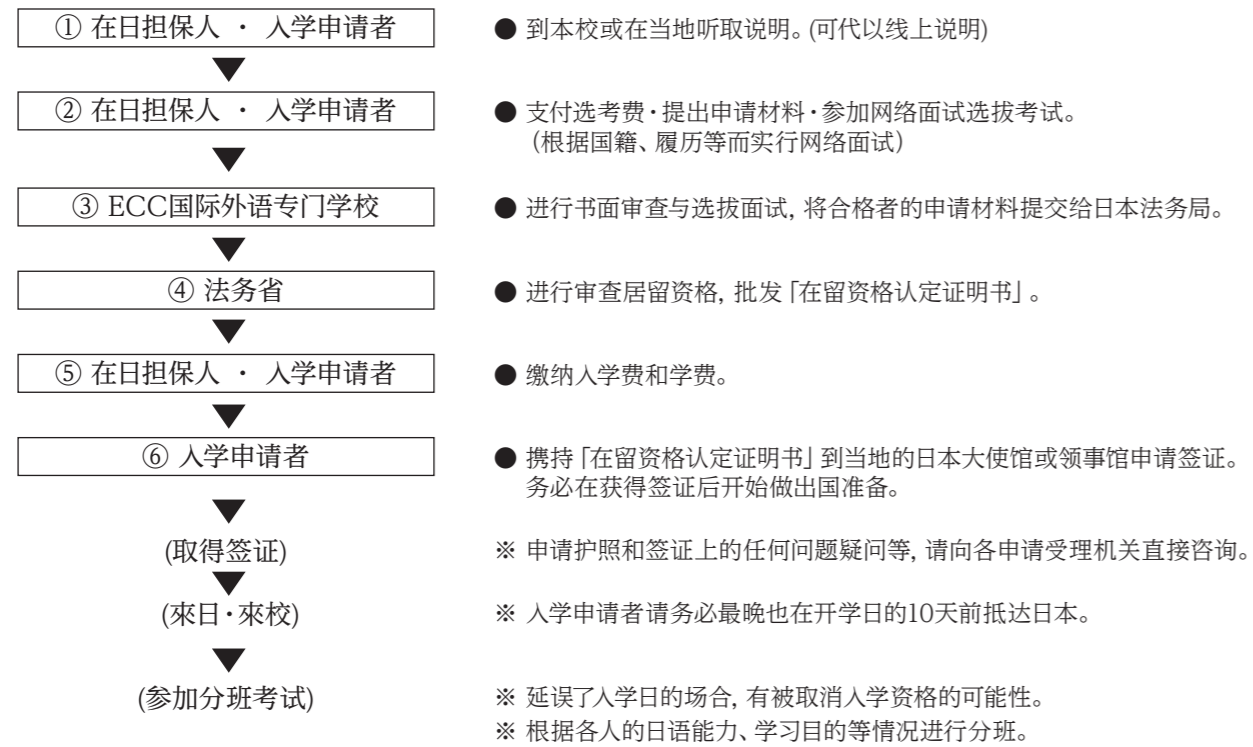 ① 在日担保人 ・ 入学申请者
● 到本校或在当地听取说明。(可代以线上说明)
② 在日担保人 ・ 入学申请者
● 支付选考费・提出申请材料・参加网络面试选拔考试。
(根据国籍、履历等而实行网络面试)
③ ECC国际外语专门学校
● 进行书面审查与选拔面试, 将合格者的申请材料提交给日本法务局。
④ 法务省
● 进行审查居留资格, 批发「在留资格认定证明书」。
⑤ 在日担保人 ・ 入学申请者
● 缴纳入学费和学费。
⑥ 入学申请者
● 携持「在留资格认定证明书」到当地的日本大使馆或领事馆申请签证。
务必在获得签证后开始做出国准备。
(取得签证)
※ 申请护照和签证上的任何问题疑问等, 请向各申请受理机关直接咨询。
(來日・來校)
※ 入学申请者请务必最晚也在开学日的10天前抵达日本。
(参加分班考试)
※ 延误了入学日的场合, 有被取消入学资格的可能性。
※ 根据各人的日语能力、学习目的等情况进行分班。